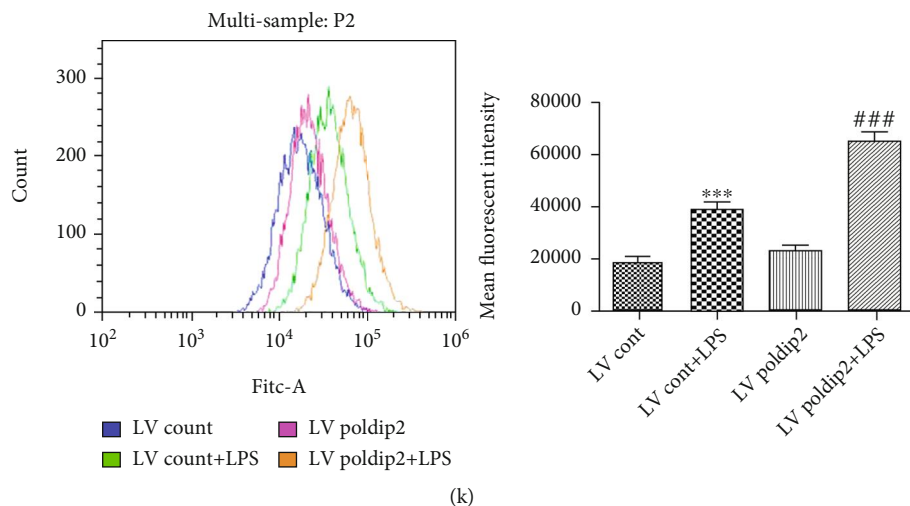 Multi-sample: P2
Count
300
200
100
0
10² 10³ 10⁴ 10⁵ 10⁶
Fitc-A
LV count
LV poldip2
LV count+LPS
LV poldip2+LPS
Mean fluorescent intensity
80000
60000
40000
20000
0
***
###
LV cont
LV cont+LPS
LV poldip2
LV poldip2+LPS
(k)